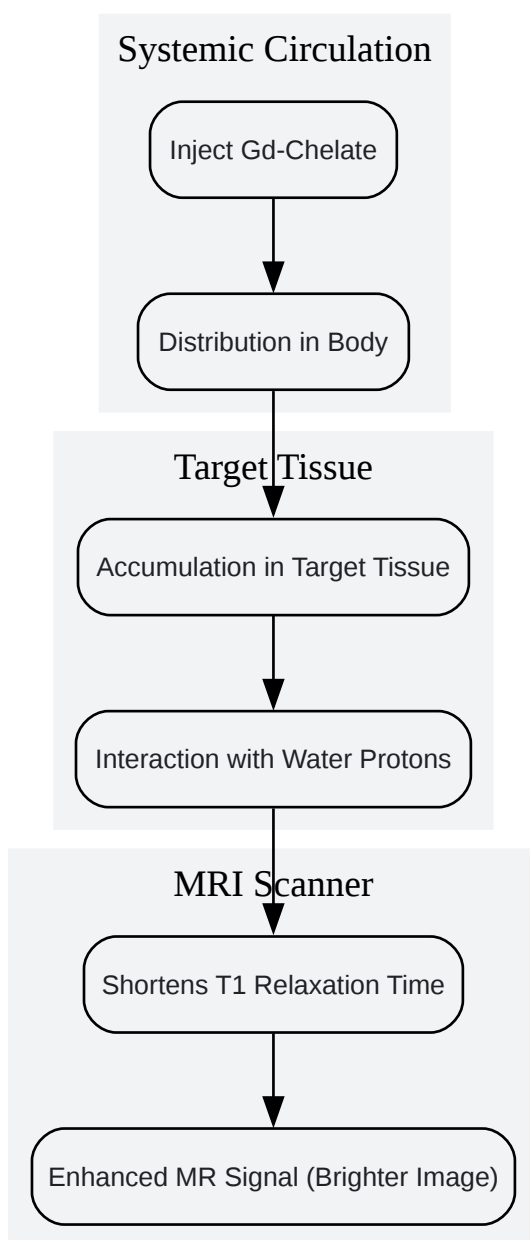 Systemic Circulation
Inject Gd-Chelate
Distribution in Body
Target Tissue
Accumulation in Target Tissue
Interaction with Water Protons
MRI Scanner
Shortens T1 Relaxation Time
Enhanced MR Signal (Brighter Image)